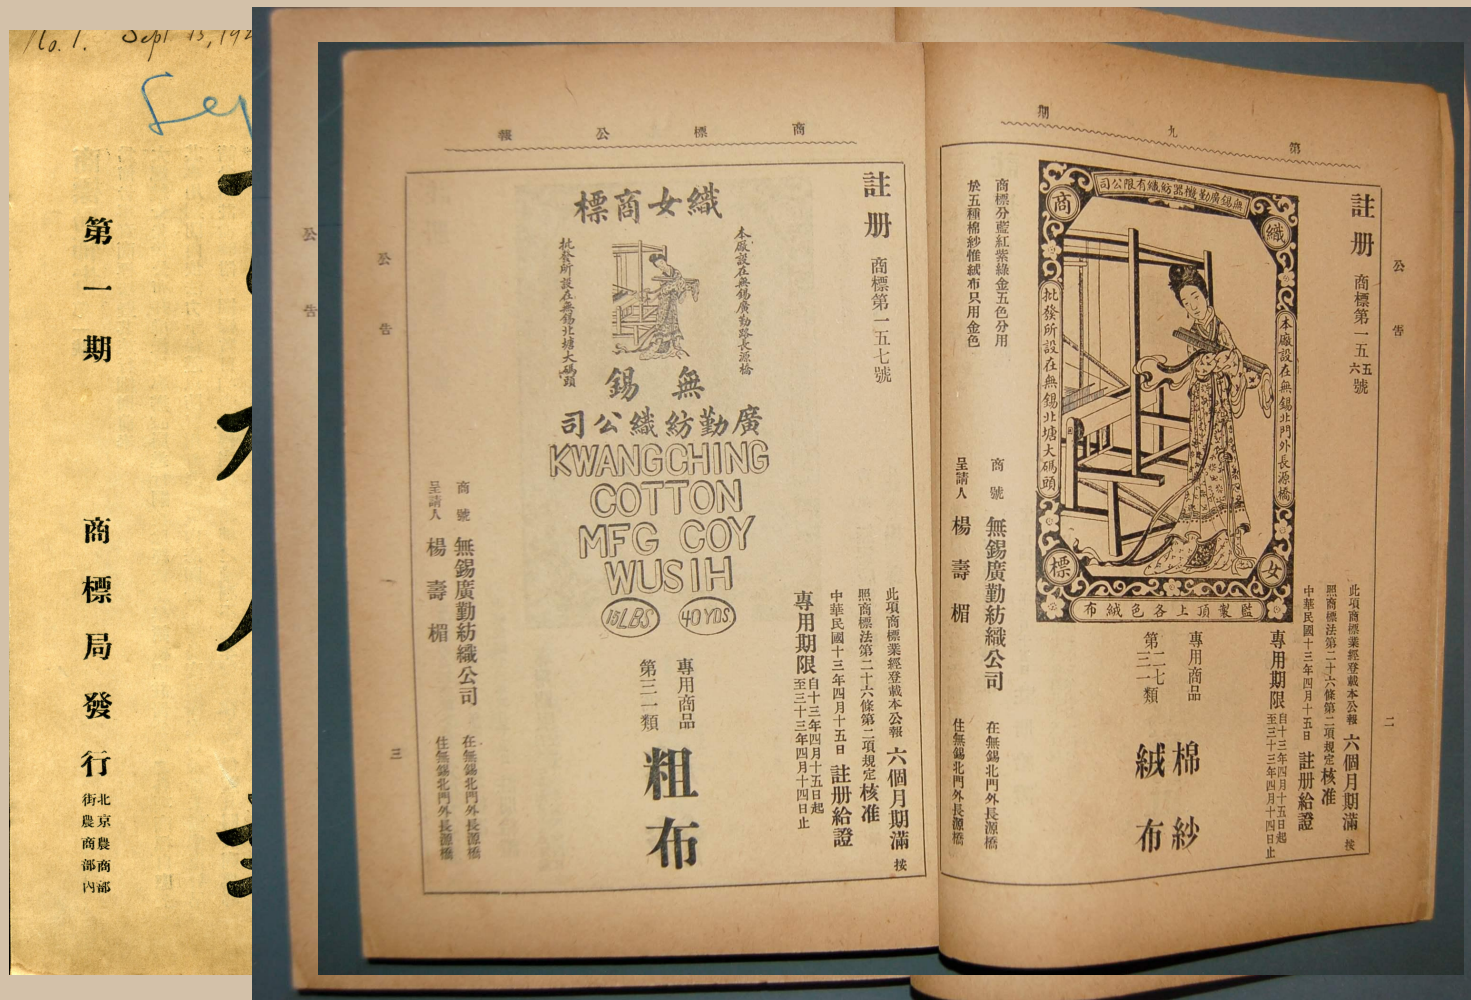 No. 1. Sept 13, 192
Sep
第一期 商標局發行
北京農商部
街農商部內
公告
第九期
公告
二
註册 商標第一五五六號
無錫廣勤機器紡織有限公司
商
織
標
女
本廠設在無錫北門外長源橋
批發所設在無錫北塘大碼頭
監製頂上各色絨布
此項商標業經登載本公報六個月期滿按
照商標法第二十六條第二項規定核准
中華民國十三年四月十五日註册給證
專用期限自十三年四月十五日起
至三十三年四月十四日止
專用商品
第二七
三一類
棉紗
絨布
商標分藍紅紫綠金五色分用
於五種棉紗惟絨布只用金色
商號 無錫廣勤紡織公司 在無錫北門外長源橋
呈請人 楊壽楣 住無錫北門外長源橋
商標公報
註册 商標第一五七號
織女商標
本廠設在無錫廣勤路長源橋
批發所設在無錫北塘大碼頭
無錫
廣勤紡織公司
KWANGCHING
COTTON
MFG COY
WUSIH
15LBS 40YDS
此項商標業經登載本公報六個月期滿按
照商標法第二十六條第二項規定核准
中華民國十三年四月十五日註册給證
專用期限自十三年四月十五日起
至三十三年四月十四日止
專用商品
第三一類
粗布
商號 無錫廣勤紡織公司 在無錫北門外長源橋
呈請人 楊壽楣 住無錫北門外長源橋
公告
三